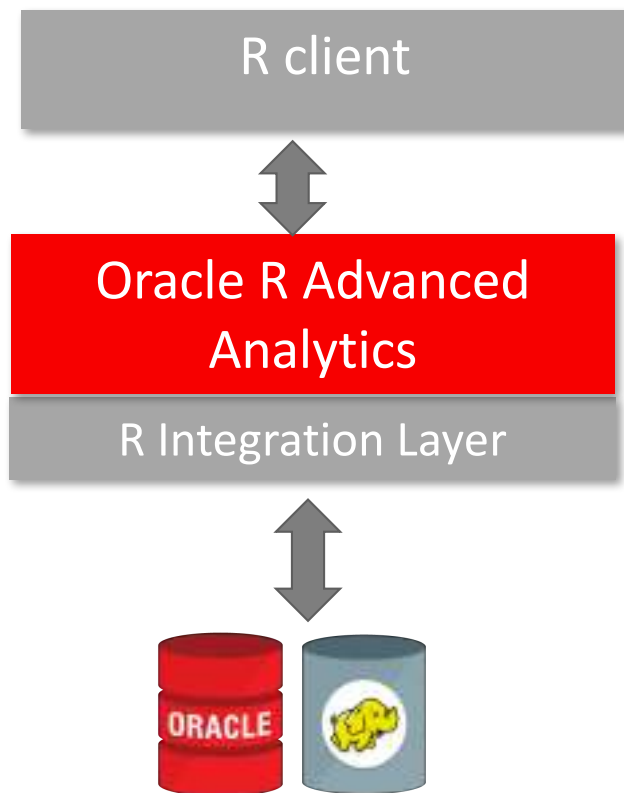 R client
Oracle R Advanced
Analytics
R Integration Layer
ORACLE